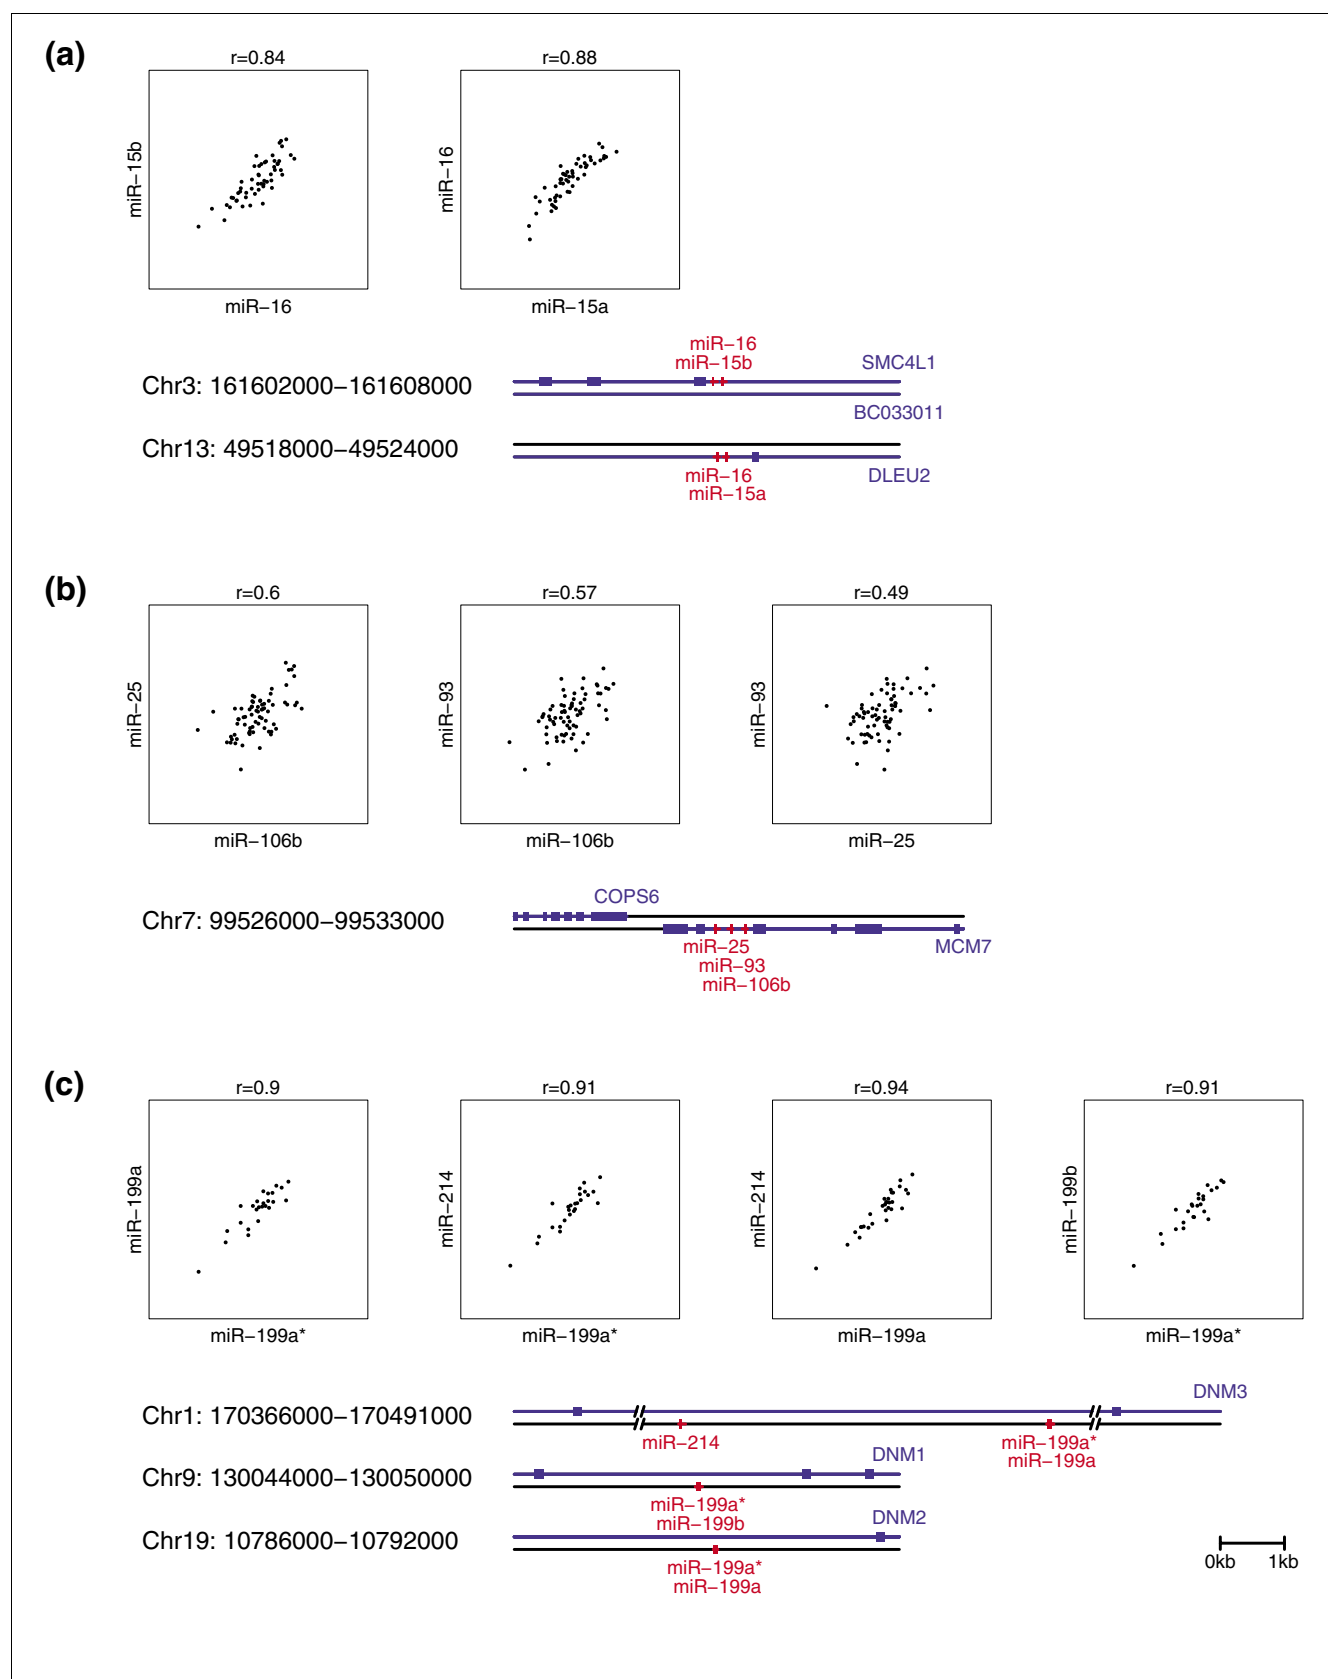 (a)
r=0.84
r=0.88
miR−15b
miR−16
miR−16
miR−15a
miR−16
miR−15b
SMC4L1
Chr3: 161602000−161608000
BC033011
Chr13: 49518000−49524000
miR−16
DLEU2
miR−15a
(b)
r=0.6
r=0.57
r=0.49
miR−25
miR−93
miR−93
miR−106b
miR−106b
miR−25
COPS6
Chr7: 99526000−99533000
miR−25
MCM7
miR−93
miR−106b
(c)
r=0.9
r=0.91
r=0.94
r=0.91
miR−199a
miR−214
miR−214
miR−199b
miR−199a*
miR−199a*
miR−199a
miR−199a*
DNM3
Chr1: 170366000−170491000
miR−214
miR−199a*
miR−199a
DNM1
Chr9: 130044000−130050000
miR−199a*
miR−199b
DNM2
Chr19: 10786000−10792000
miR−199a*
miR−199a
0kb
1kb